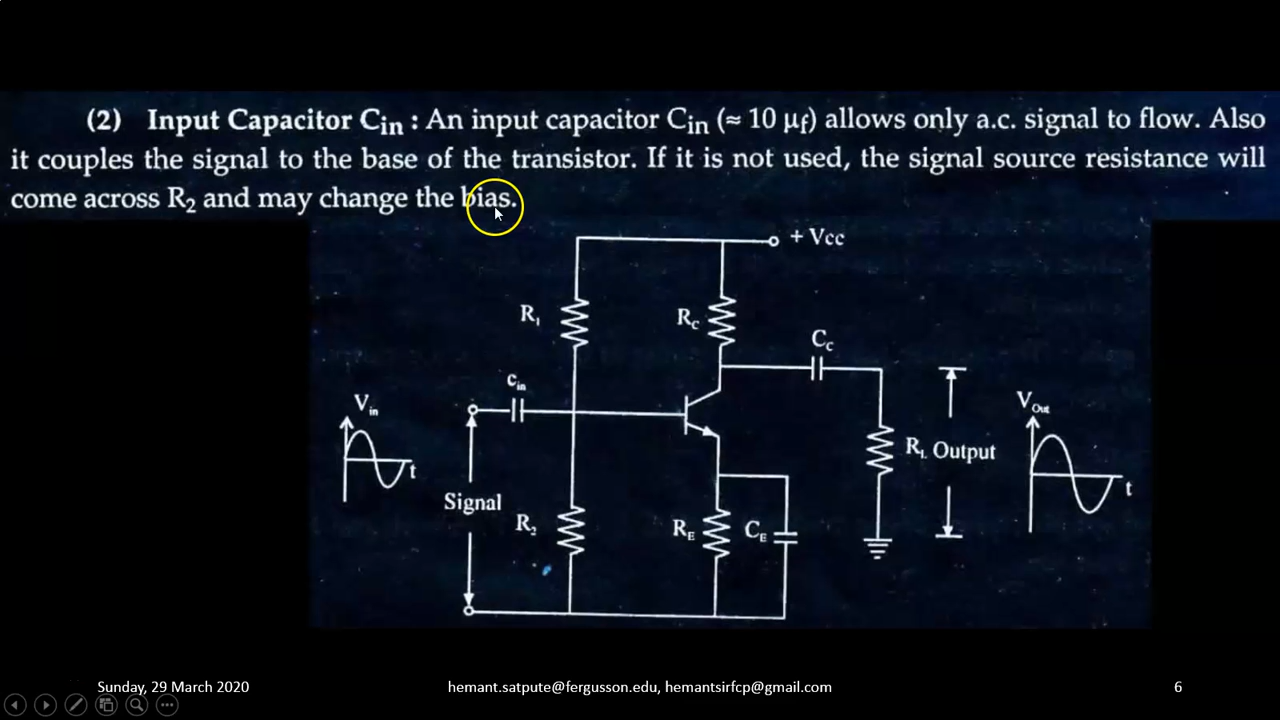 (2) Input Capacitor Cin : An input capacitor Cin (≈ 10 µf) allows only a.c. signal to flow. Also
it couples the signal to the base of the transistor. If it is not used, the signal source resistance will
come across R2 and may change the bias.
+ Vcc
R1
Rc
Cc
Cin
Vin
VOut
RL Output
t
t
Signal
R2
RE
CE
Sunday, 29 March 2020
hemant.satpute@fergusson.edu, hemantsirfcp@gmail.com
6